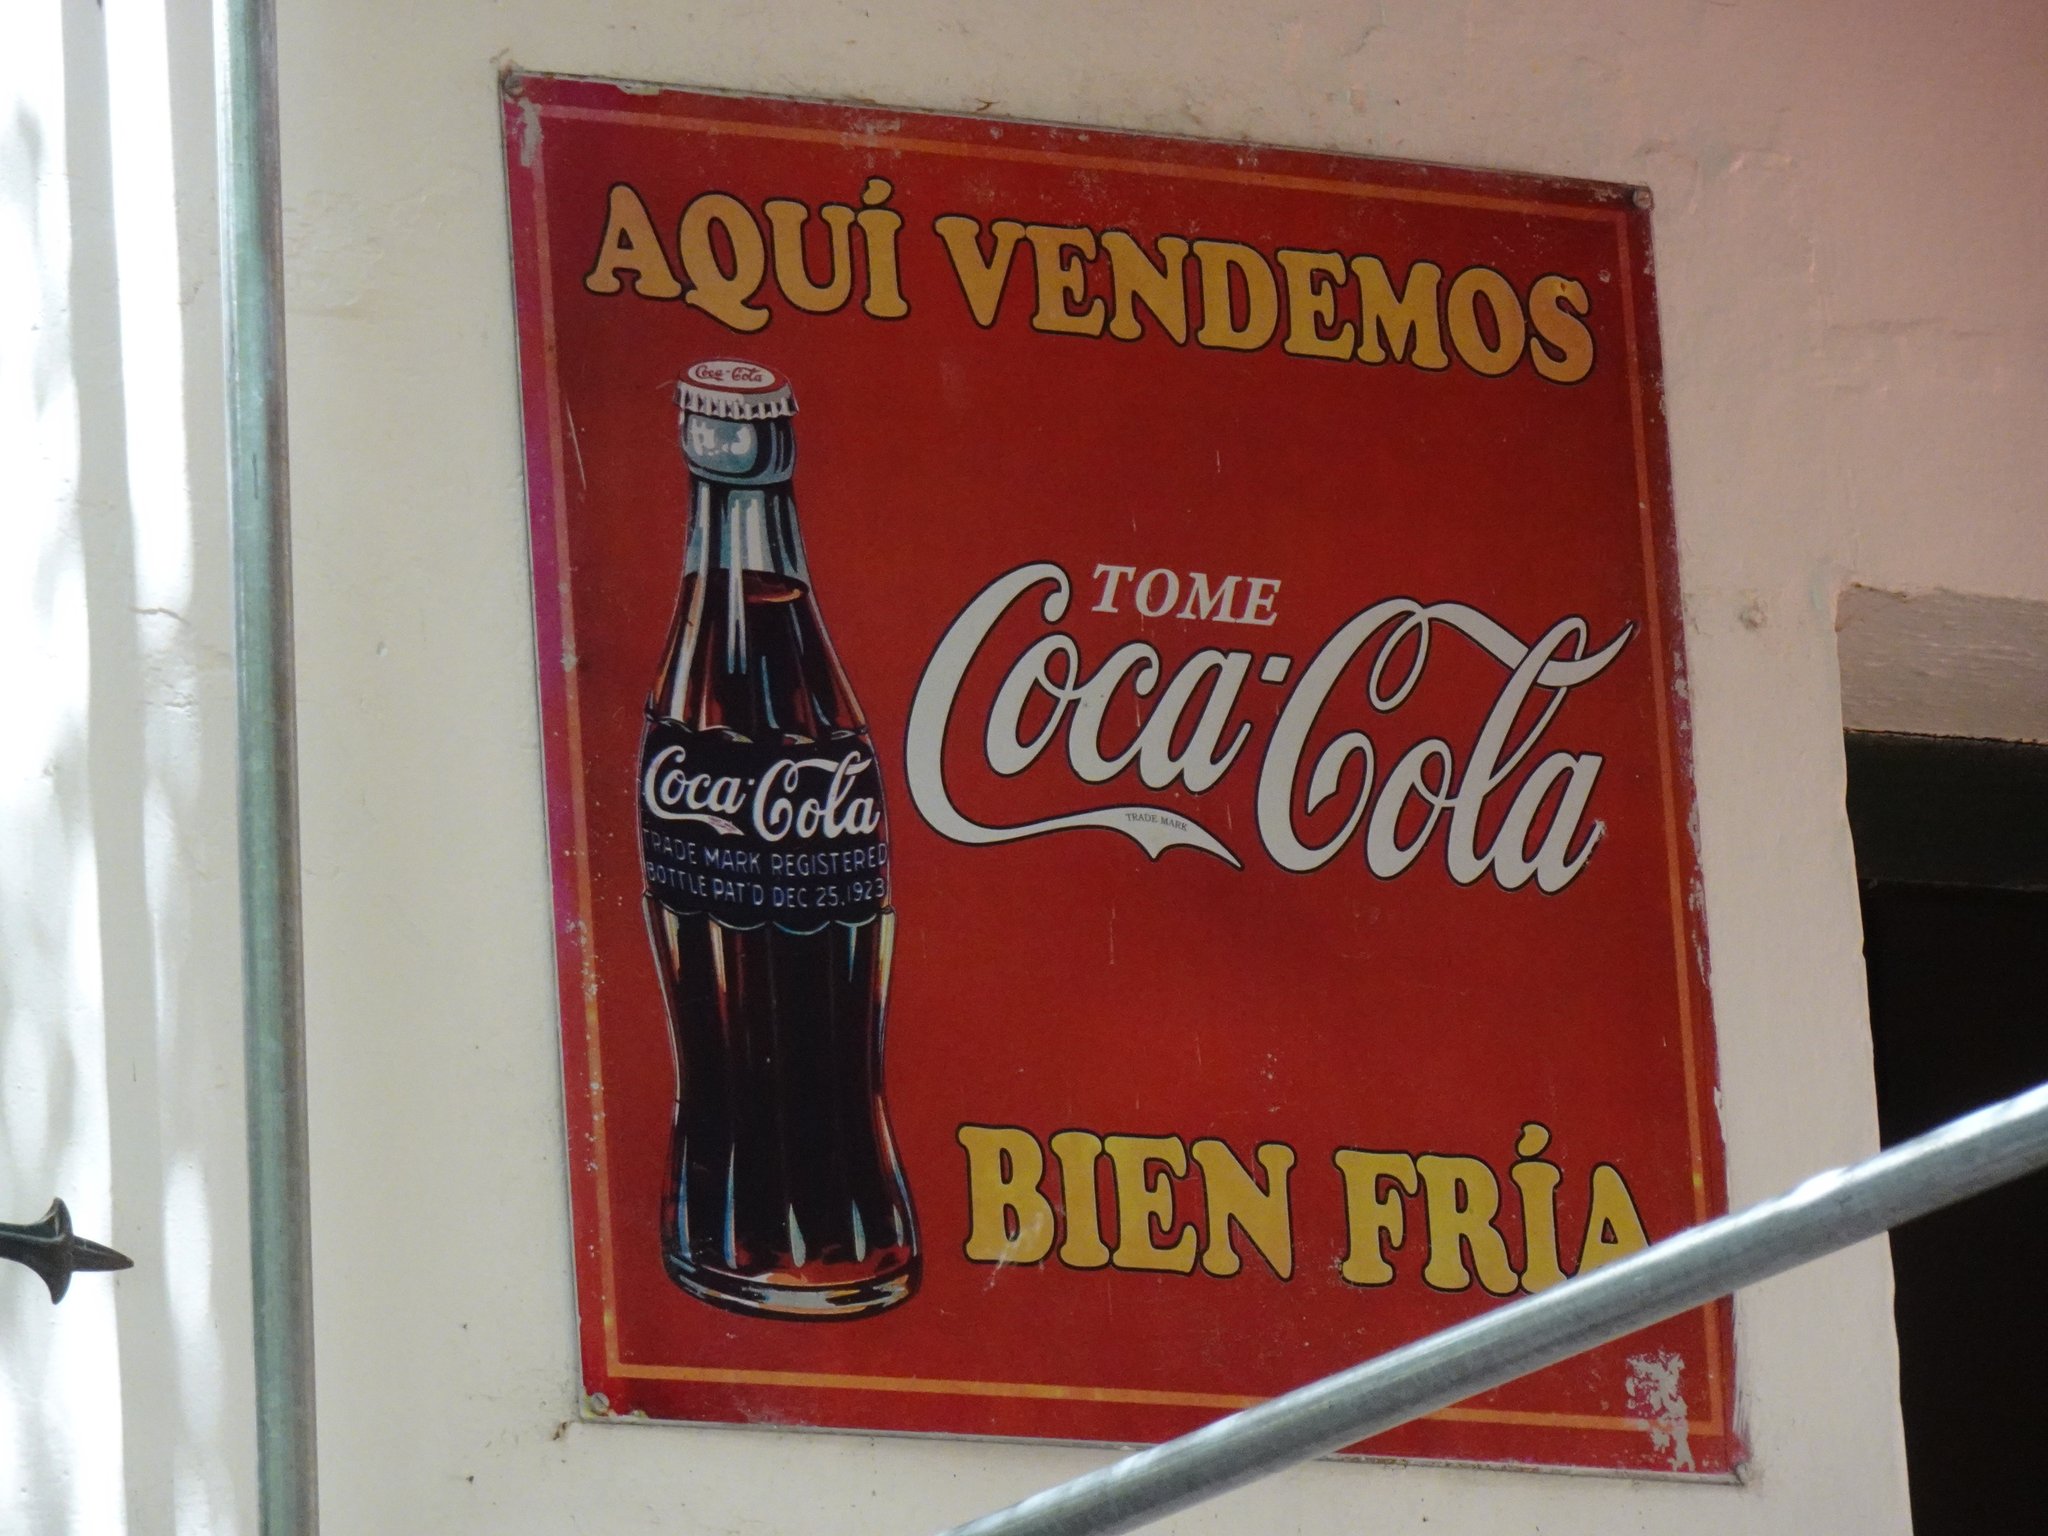 AQUÍ VENDEMOS
Coca-Cola
TOME
Coca-Cola
TRADE MARK
Coca-Cola
TRADE MARK REGISTERED
BOTTLE PAT'D DEC 25, 1923
BIEN FRÍA